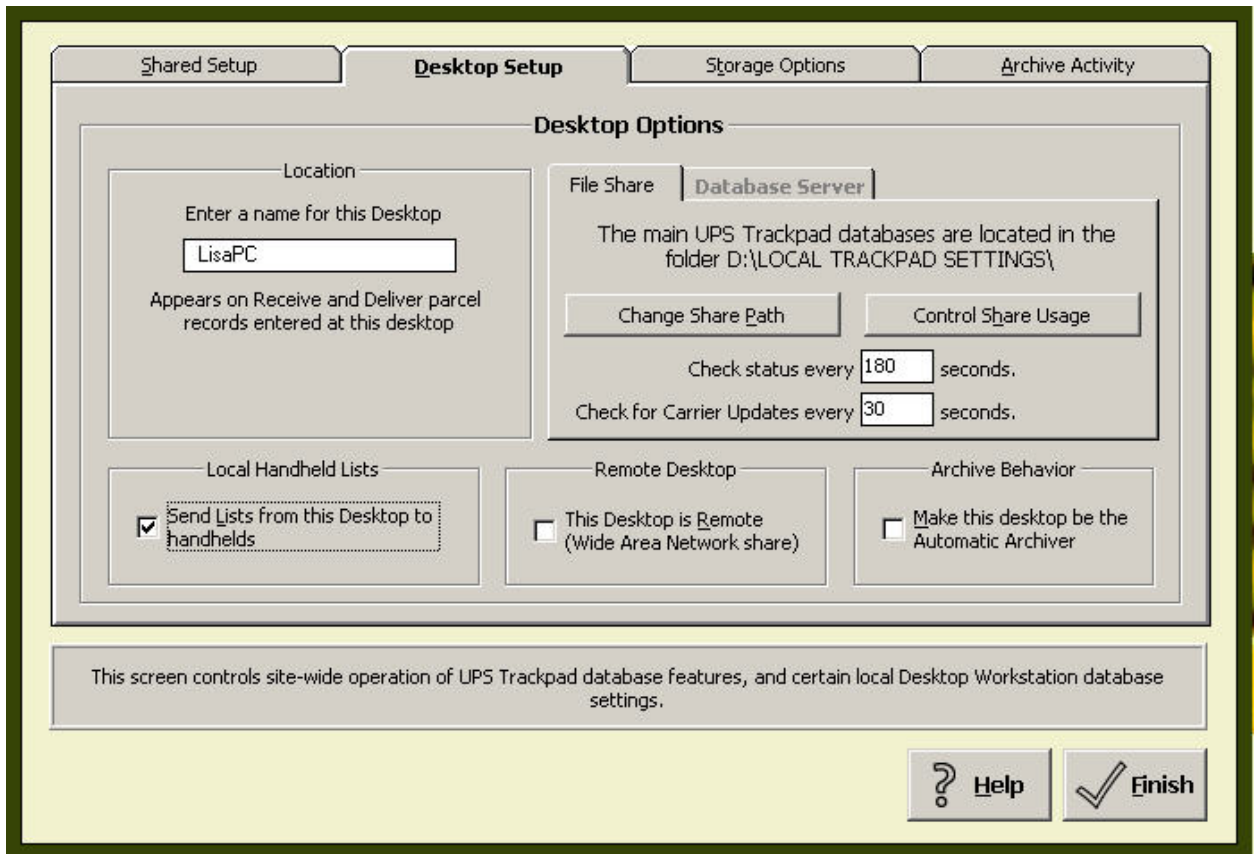 Shared Setup
Desktop Setup
Storage Options
Archive Activity
Desktop Options
Location
Enter a name for this Desktop
LisaPC
Appears on Receive and Deliver parcel
records entered at this desktop
File Share
Database Server
The main UPS Trackpad databases are located in the
folder D:\LOCAL TRACKPAD SETTINGS\
Change Share Path
Control Share Usage
Check status every 180 seconds.
Check for Carrier Updates every 30 seconds.
Local Handheld Lists
Send Lists from this Desktop to
handhelds
Remote Desktop
This Desktop is Remote
(Wide Area Network share)
Archive Behavior
Make this desktop be the
Automatic Archiver
This screen controls site-wide operation of UPS Trackpad database features, and certain local Desktop Workstation database
settings.
? Help
Finish